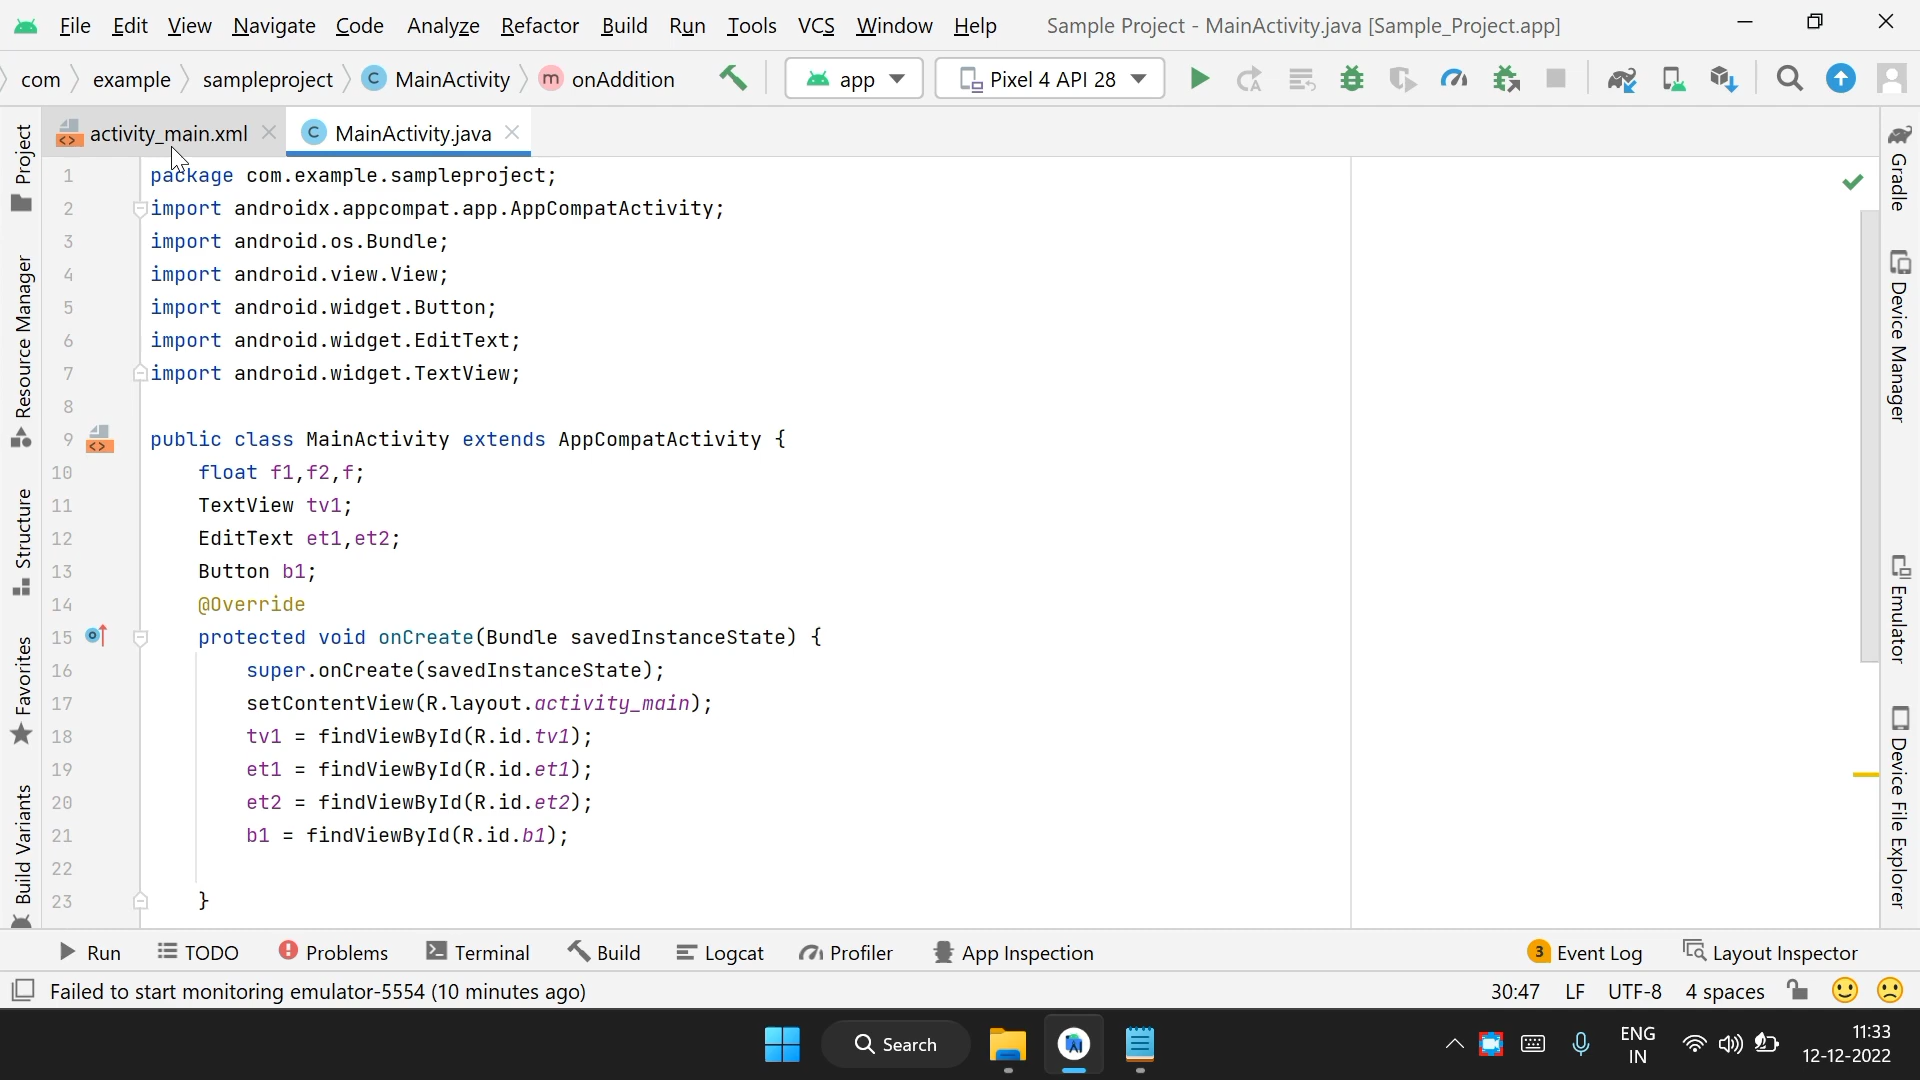 File Edit View Navigate Code Analyze Refactor Build Run Tools VCS Window Help Sample Project - MainActivity.java [Sample_Project.app]
com example sampleproject C MainActivity m onAddition app Pixel 4 API 28
Project
Resource Manager
Structure
Favorites
Build Variants
activity_main.xml C MainActivity.java
1 package com.example.sampleproject;
2 import androidx.appcompat.app.AppCompatActivity;
3 import android.os.Bundle;
4 import android.view.View;
5 import android.widget.Button;
6 import android.widget.EditText;
7 import android.widget.TextView;
8
9 public class MainActivity extends AppCompatActivity {
10 float f1,f2,f;
11 TextView tv1;
12 EditText et1,et2;
13 Button b1;
14 @Override
15 protected void onCreate(Bundle savedInstanceState) {
16 super.onCreate(savedInstanceState);
17 setContentView(R.layout.activity_main);
18 tv1 = findViewById(R.id.tv1);
19 et1 = findViewById(R.id.et1);
20 et2 = findViewById(R.id.et2);
21 b1 = findViewById(R.id.b1);
22
23 }
Gradle
Device Manager
Emulator
Device File Explorer
Run TODO Problems Terminal Build Logcat Profiler App Inspection 3 Event Log Layout Inspector
Failed to start monitoring emulator-5554 (10 minutes ago) 30:47 LF UTF-8 4 spaces
Search ENG 11:33
IN 12-12-2022